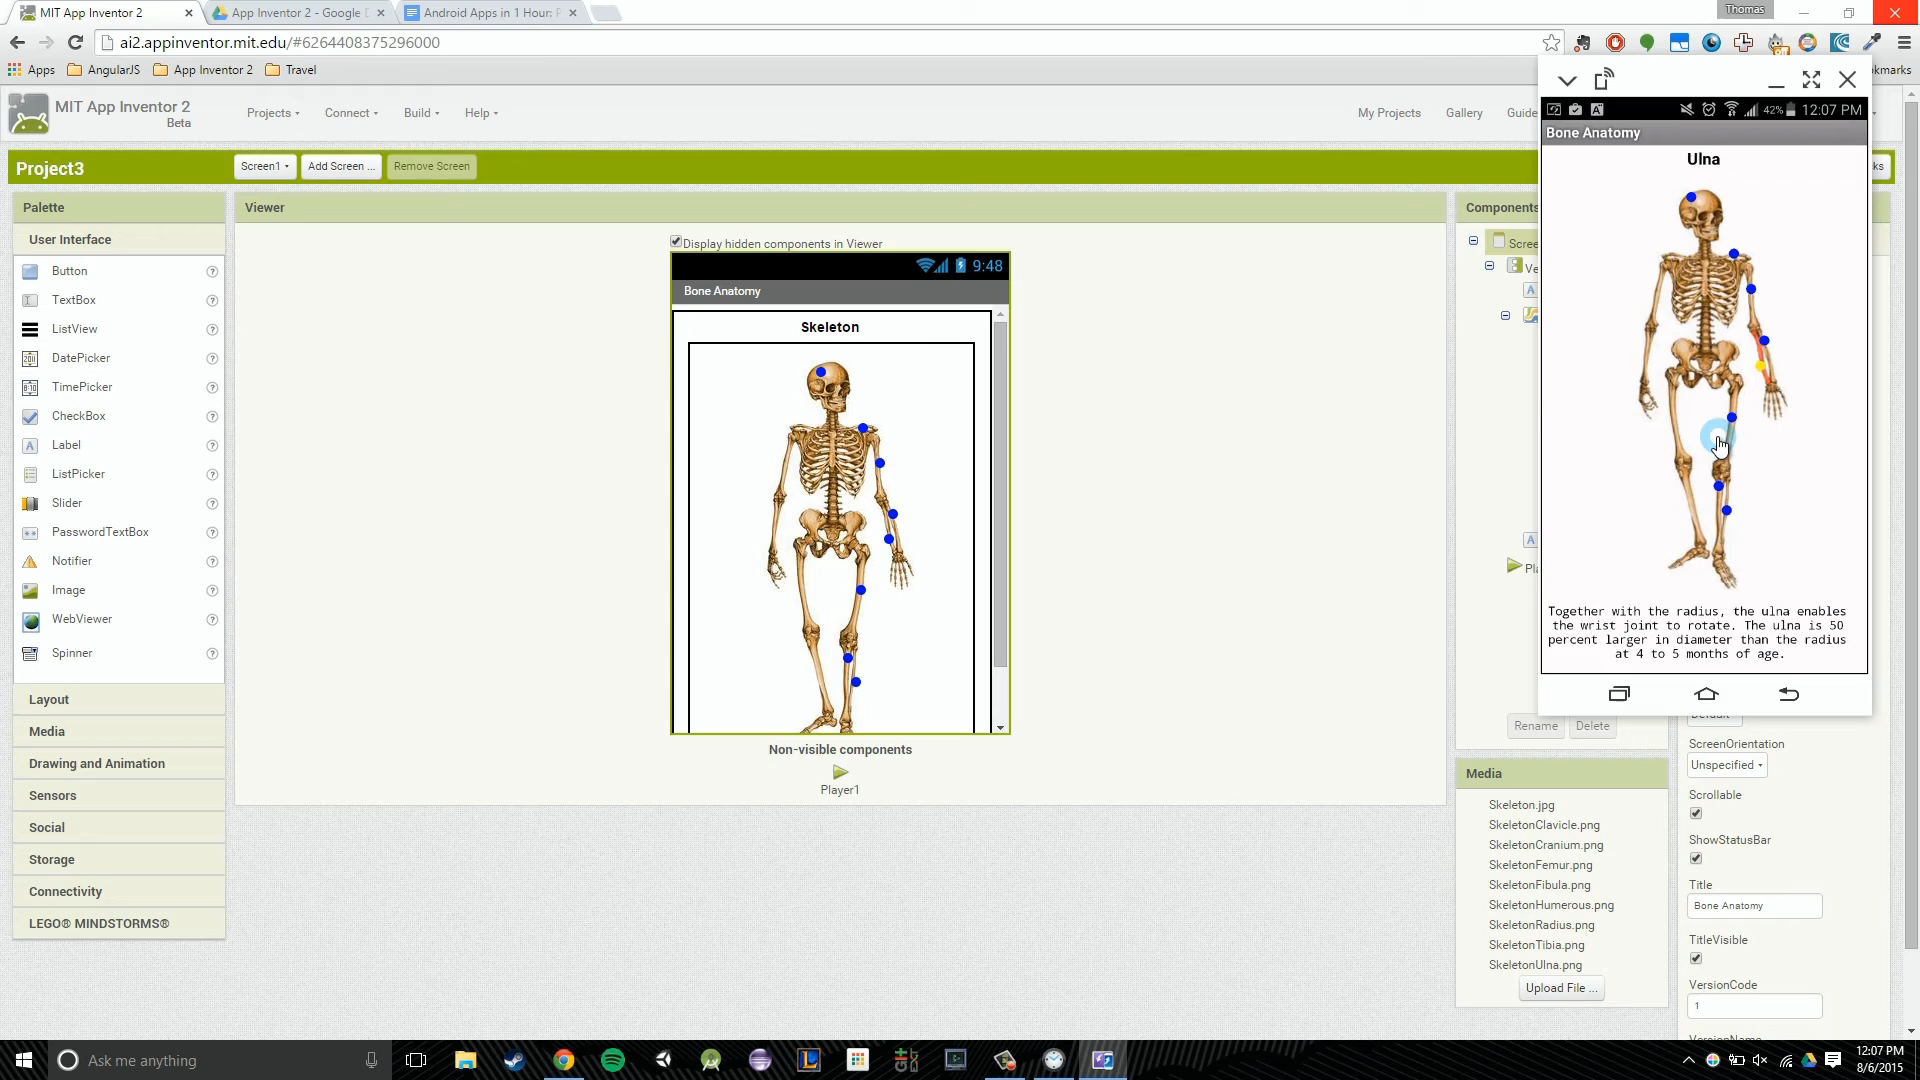 MIT App Inventor 2
App Inventor 2 - Google
Android Apps in 1 Hour:
Thomas
ai2.appinventor.mit.edu/#6264408375296000
Apps
AngularJS
App Inventor 2
Travel
kmarks
MIT App Inventor 2
Beta
Projects
Connect
Build
Help
My Projects
Gallery
Guide
Project3
Screen1
Add Screen ...
Remove Screen
ks
Palette
User Interface
Button
TextBox
ListView
DatePicker
TimePicker
CheckBox
Label
ListPicker
Slider
PasswordTextBox
Notifier
Image
WebViewer
Spinner
Layout
Media
Drawing and Animation
Sensors
Social
Storage
Connectivity
LEGO® MINDSTORMS®
Viewer
Display hidden components in Viewer
9:48
Bone Anatomy
Skeleton
Non-visible components
Player1
Components
Scree
Ve
A
A
Pla
Rename
Delete
Media
Skeleton.jpg
SkeletonClavicle.png
SkeletonCranium.png
SkeletonFemur.png
SkeletonFibula.png
SkeletonHumerous.png
SkeletonRadius.png
SkeletonTibia.png
SkeletonUlna.png
Upload File ...
42%
12:07 PM
Bone Anatomy
Ulna
Together with the radius, the ulna enables
the wrist joint to rotate. The ulna is 50
percent larger in diameter than the radius
at 4 to 5 months of age.
Default
ScreenOrientation
Unspecified
Scrollable
ShowStatusBar
Title
Bone Anatomy
TitleVisible
VersionCode
1
VersionName
Ask me anything
12:07 PM
8/6/2015